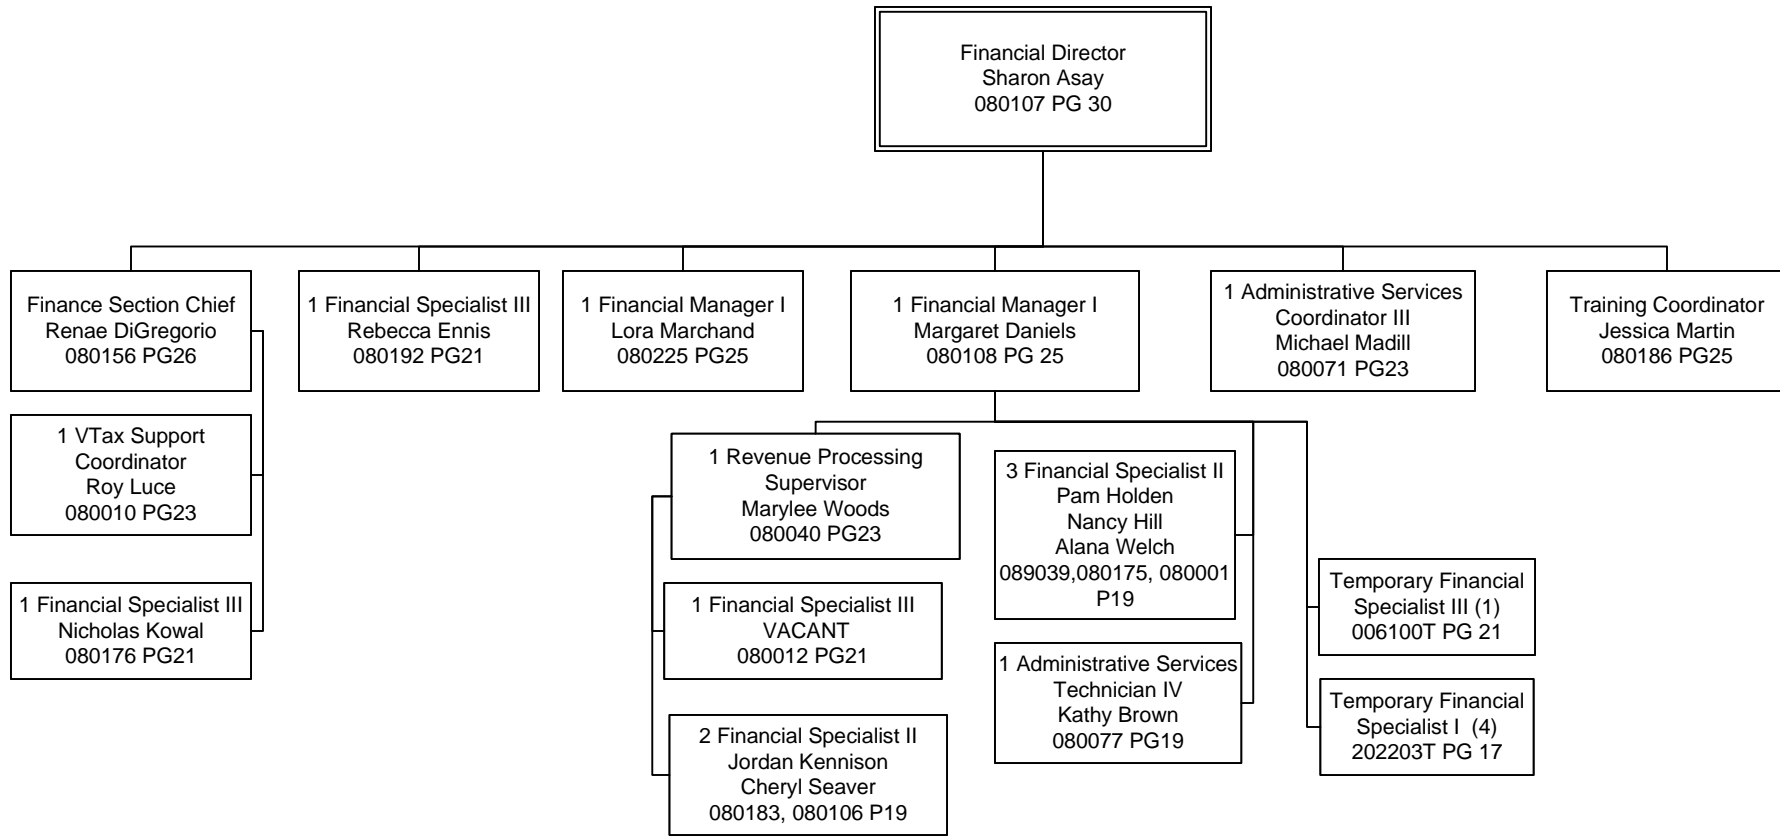 Financial Director
Sharon Asay
080107 PG 30
Finance Section Chief
Renae DiGregorio
080156 PG26
1 Financial Specialist III
Rebecca Ennis
080192 PG21
1 Financial Manager I
Lora Marchand
080225 PG25
1 Financial Manager I
Margaret Daniels
080108 PG 25
1 Administrative Services
Coordinator III
Michael Madill
080071 PG23
Training Coordinator
Jessica Martin
080186 PG25
1 VTax Support
Coordinator
Roy Luce
080010 PG23
1 Financial Specialist III
Nicholas Kowal
080176 PG21
1 Revenue Processing
Supervisor
Marylee Woods
080040 PG23
1 Financial Specialist III
VACANT
080012 PG21
2 Financial Specialist II
Jordan Kennison
Cheryl Seaver
080183, 080106 P19
3 Financial Specialist II
Pam Holden
Nancy Hill
Alana Welch
089039,080175, 080001
P19
1 Administrative Services
Technician IV
Kathy Brown
080077 PG19
Temporary Financial
Specialist III (1)
006100T PG 21
Temporary Financial
Specialist I (4)
202203T PG 17